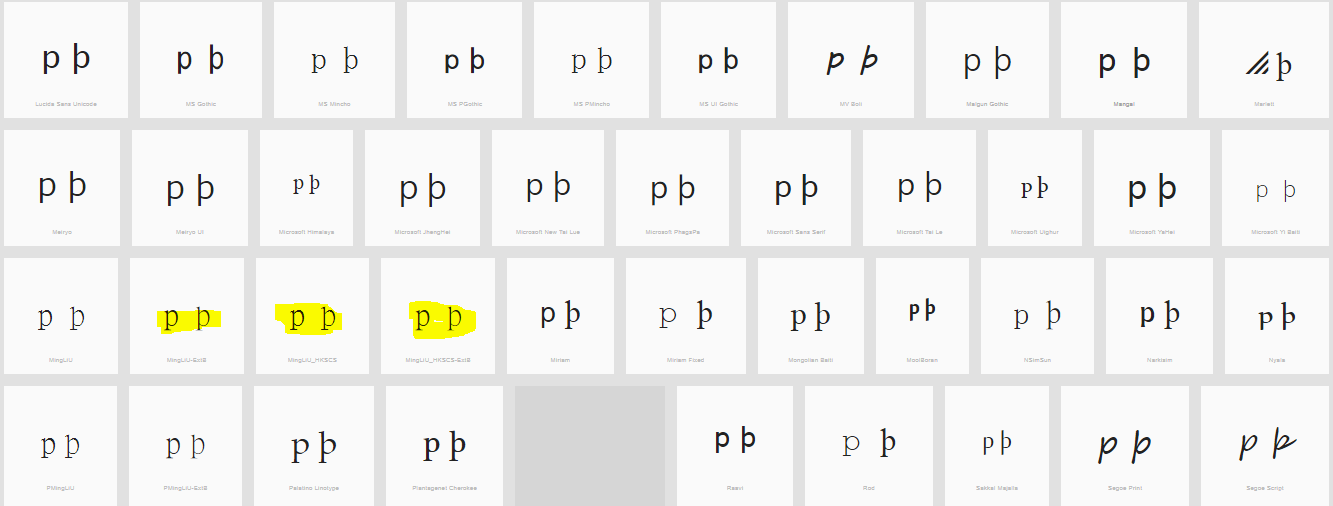 p þ p þ p þ p þ p þ p þ p þ p þ p þ þ
Lucida Sans Unicode MS Gothic MS Mincho MS PGothic MS PMincho MS UI Gothic MV Boli Malgun Gothic Mangal Marlett
p þ p þ p þ p þ p þ p þ p þ p þ p þ p þ p þ
Meiryo Meiryo UI Microsoft Himalaya Microsoft JhengHei Microsoft New Tai Lue Microsoft PhagsPa Microsoft Sans Serif Microsoft Tai Le Microsoft Uighur Microsoft YaHei Microsoft Yi Baiti
p þ p þ p þ p þ p þ p þ p þ p þ p þ p þ p þ
MingLiU MingLiU-ExtB MingLiU_HKSCS MingLiU_HKSCS-ExtB Miriam Miriam Fixed Mongolian Baiti MoolBoran NSimSun Narkisim Nyala
p þ p þ p þ p þ p þ p þ p þ p þ p þ
PMingLiU PMingLiU-ExtB Palatino Linotype Plantagenet Cherokee Raavi Rod Sakkal Majalla Segoe Print Segoe Script